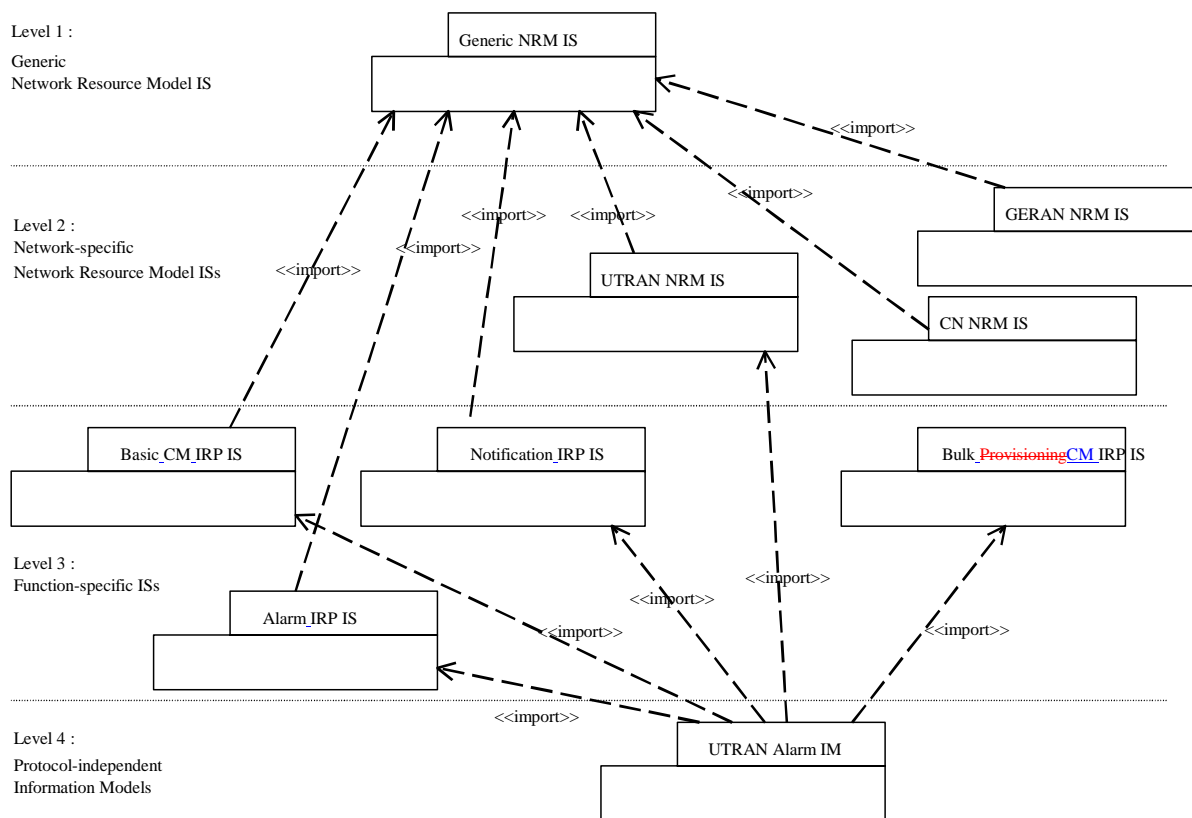 Level 1 :
Generic
Network Resource Model IS
Generic NRM IS
<<import>>
Level 2 :
Network-specific
Network Resource Model ISs
<<import>>
<<import>>
<<import>>
<<import>>
<<import>>
GERAN NRM IS
UTRAN NRM IS
CN NRM IS
Basic CM IRP IS
Notification IRP IS
Bulk ProvisioningCM IRP IS
Level 3 :
Function-specific ISs
Alarm IRP IS
<<import>>
<<import>>
<<import>>
<<import>>
<<import>>
Level 4 :
Protocol-independent
Information Models
UTRAN Alarm IM